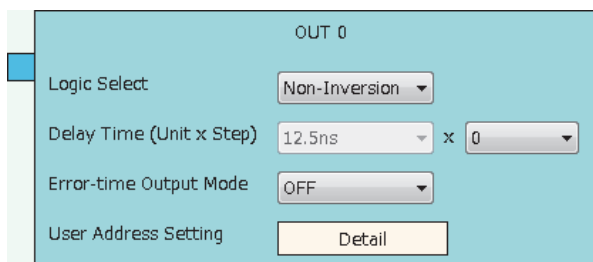 OUT 0
Logic Select Non-Inversion
Delay Time (Unit x Step) 12.5ns x 0
Error-time Output Mode OFF
User Address Setting Detail